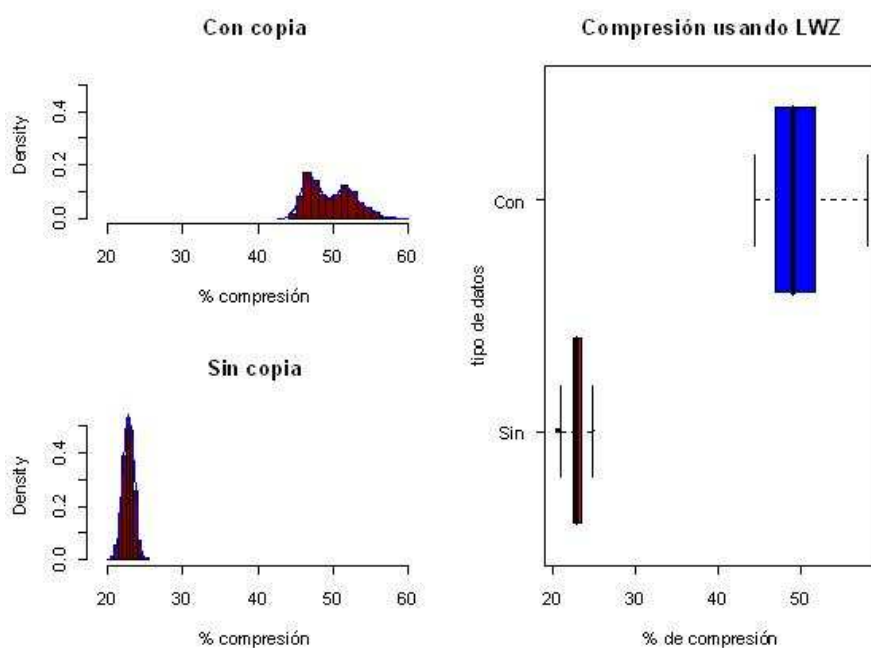 Con copia
Density
0.0 0.2 0.4
20 30 40 50 60
% compresión
Sin copia
Density
0.0 0.2 0.4
20 30 40 50 60
% compresión
Compresión usando LWZ
tipo de datos
Con
Sin
20 30 40 50
% de compresión